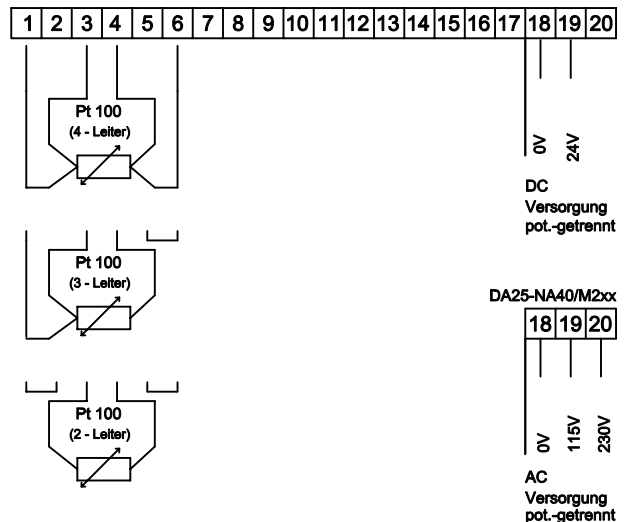 1 2 3 4 5 6 7 8 9 10 11 12 13 14 15 16 17 18 19 20
Pt 100
(4 - Leiter)
0V
24V
DC
Versorgung
pot.-getrennt
Pt 100
(3 - Leiter)
DA25-NA40/M2xx
18 19 20
Pt 100
(2 - Leiter)
0V
115V
230V
AC
Versorgung
pot.-getrennt